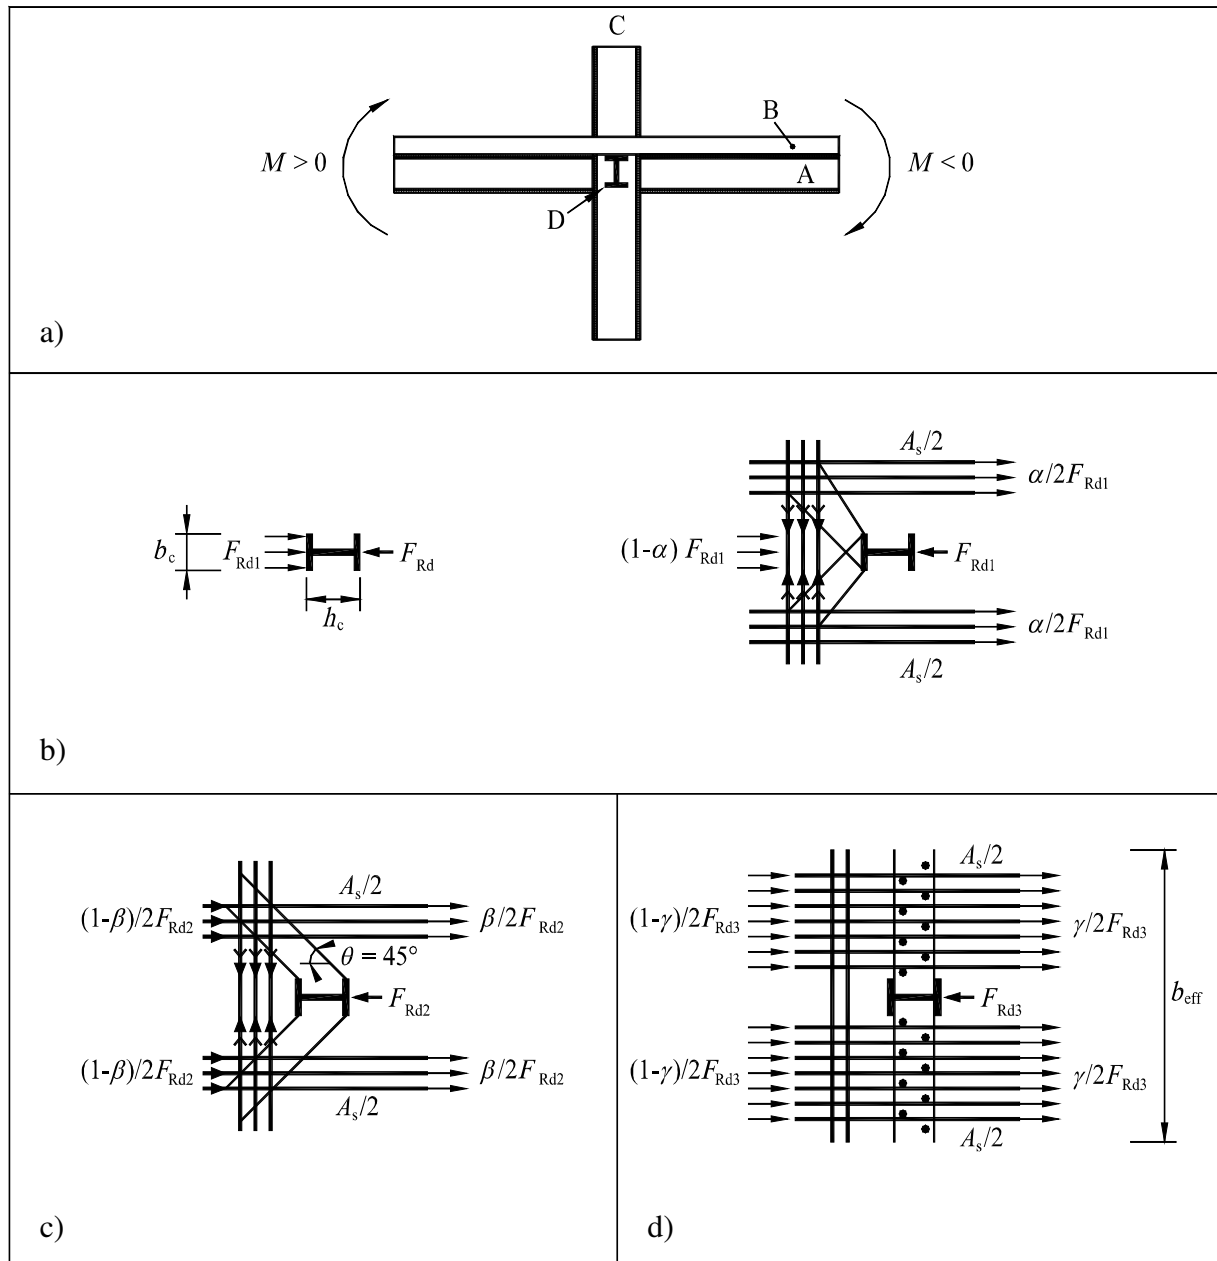 C
B
M > 0
M < 0
A
D
a)
A_s/2
α/2F_Rd1
b_c
F_Rd1
F_Rd
(1-α) F_Rd1
F_Rd1
h_c
α/2F_Rd1
A_s/2
b)
A_s/2
(1-β)/2F_Rd2
β/2F_Rd2
θ = 45°
F_Rd2
(1-β)/2F_Rd2
β/2F_Rd2
A_s/2
c)
A_s/2
(1-γ)/2F_Rd3
γ/2F_Rd3
F_Rd3
b_eff
(1-γ)/2F_Rd3
γ/2F_Rd3
A_s/2
d)